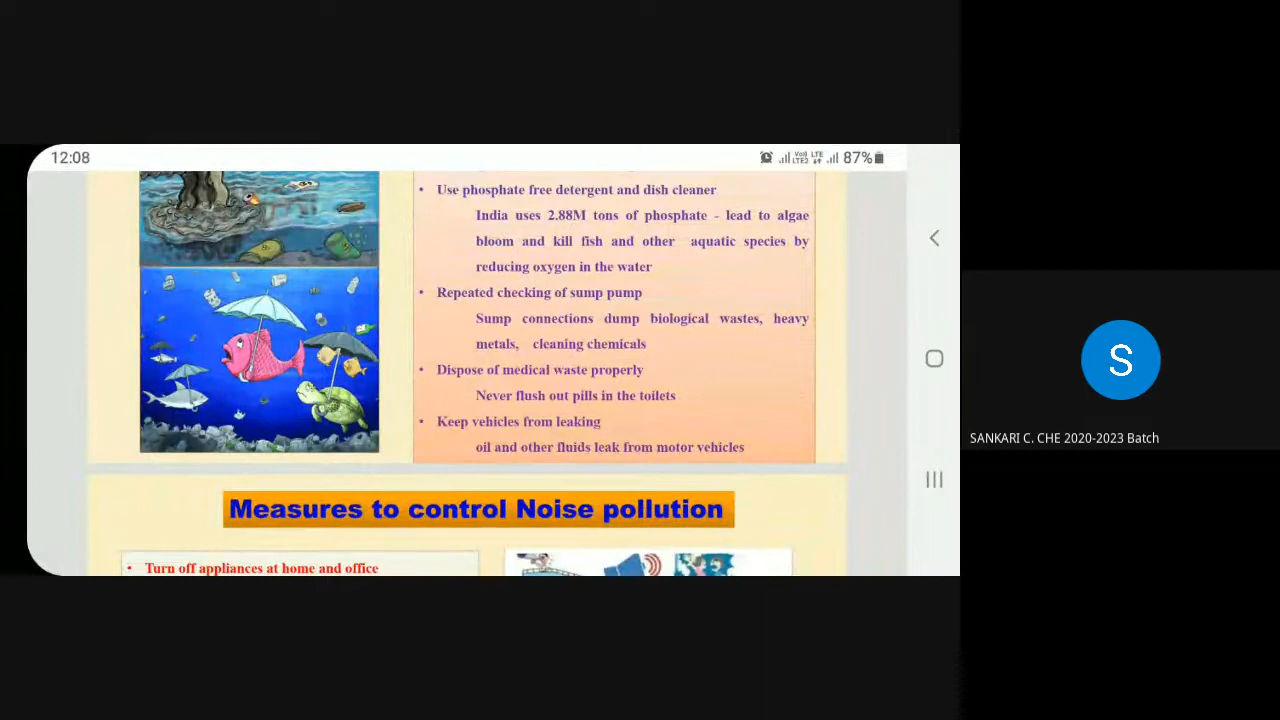 12:08
87%
• Use phosphate free detergent and dish cleaner
India uses 2.88M tons of phosphate - lead to algae
bloom and kill fish and other aquatic species by
reducing oxygen in the water
• Repeated checking of sump pump
Sump connections dump biological wastes, heavy
metals, cleaning chemicals
• Dispose of medical waste properly
Never flush out pills in the toilets
• Keep vehicles from leaking
oil and other fluids leak from motor vehicles
Measures to control Noise pollution
• Turn off appliances at home and office
S
SANKARI C. CHE 2020-2023 Batch